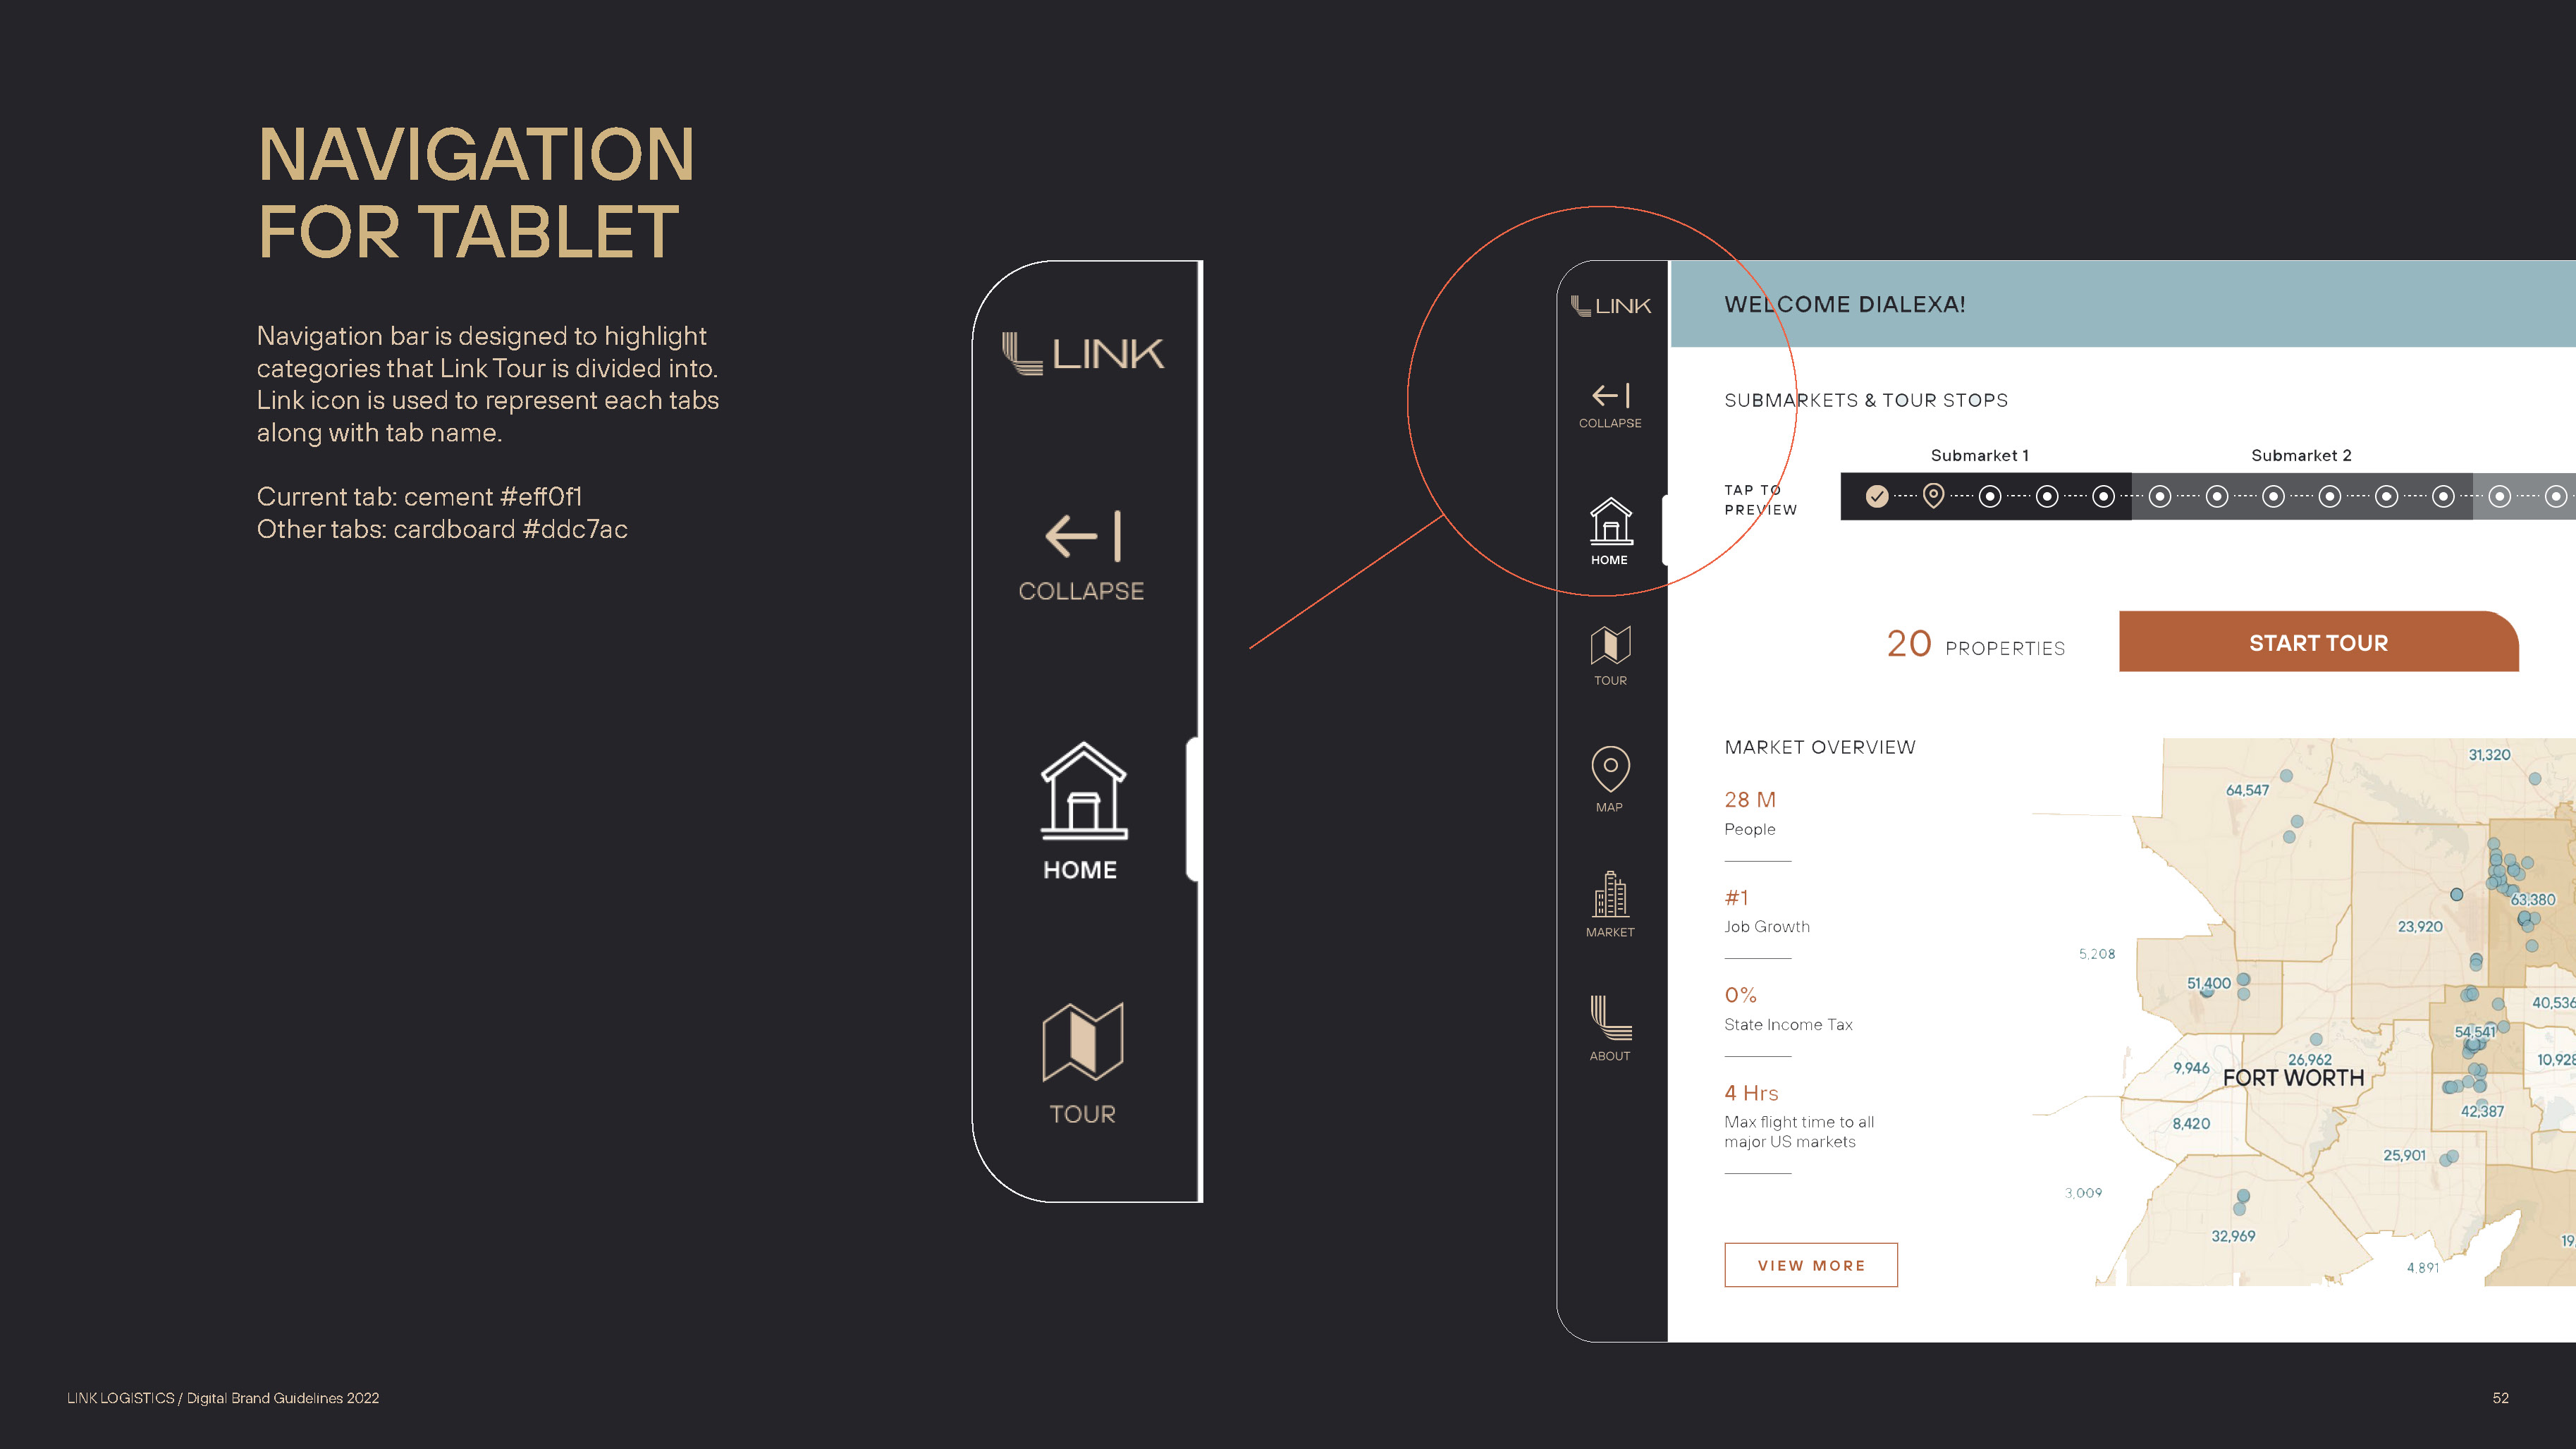 NAVIGATION
FOR TABLET
Navigation bar is designed to highlight
categories that Link Tour is divided into.
Link icon is used to represent each tabs
along with tab name.
Current tab: cement #eff0f1
Other tabs: cardboard #ddc7ac
LINK
COLLAPSE
HOME
TOUR
LINK
COLLAPSE
HOME
TOUR
MAP
MARKET
ABOUT
WELCOME DIALEXA!
SUBMARKETS & TOUR STOPS
Submarket 1
Submarket 2
TAP TO
PREVIEW
20 PROPERTIES
START TOUR
MARKET OVERVIEW
28 M
People
#1
Job Growth
0%
State Income Tax
4 Hrs
Max flight time to all
major US markets
VIEW MORE
31,320
64,547
63,380
23,920
5,208
51,400
40,536
54,541
26,962
10,928
9,946
FORT WORTH
42,387
8,420
25,901
3,009
32,969
19,
4,891
LINK LOGISTICS / Digital Brand Guidelines 2022
52